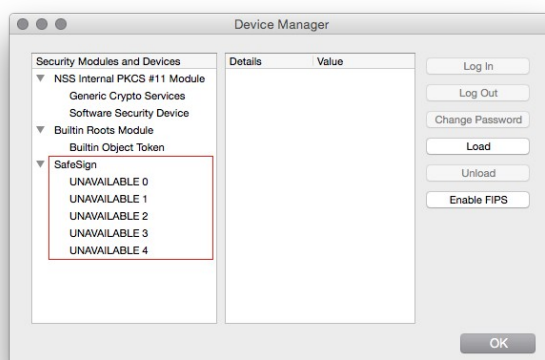 Device Manager
Security Modules and Devices
NSS Internal PKCS #11 Module
Generic Crypto Services
Software Security Device
Builtin Roots Module
Builtin Object Token
SafeSign
UNAVAILABLE 0
UNAVAILABLE 1
UNAVAILABLE 2
UNAVAILABLE 3
UNAVAILABLE 4
Details Value
Log In
Log Out
Change Password
Load
Unload
Enable FIPS
OK